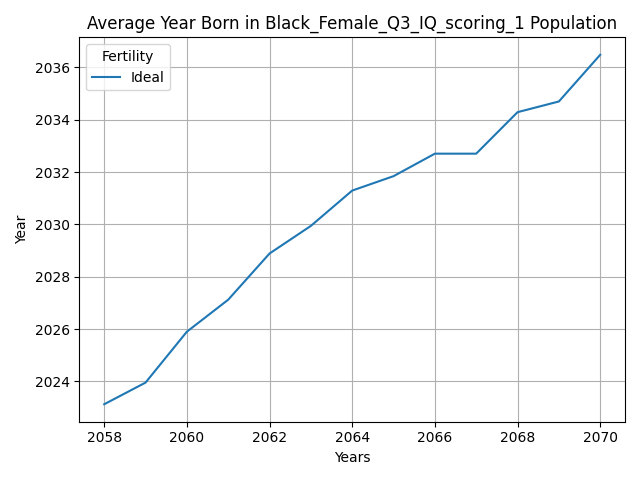 Average Year Born in Black_Female_Q3_IQ_scoring_1 Population
Fertility
Ideal
2036
2034
2032
2030
2028
2026
2024
Year
2058 2060 2062 2064 2066 2068 2070
Years